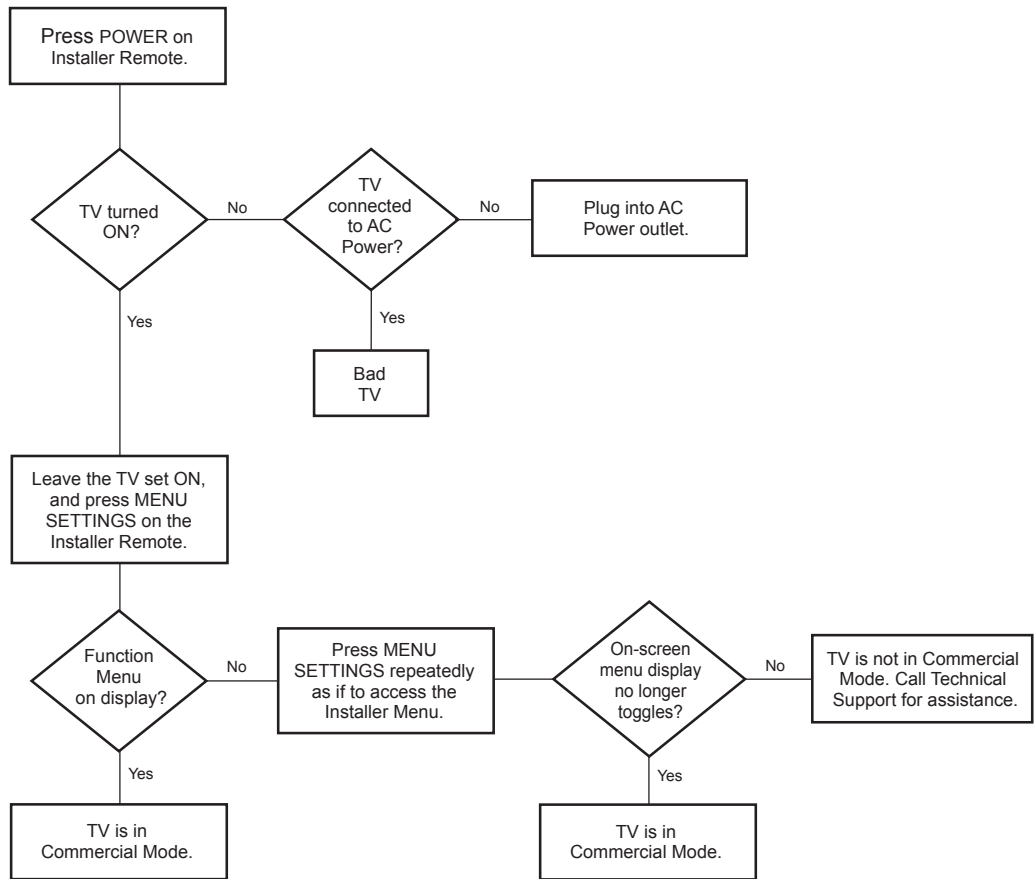 Press POWER on
Installer Remote.
TV turned
ON?
No
TV
connected
to AC
Power?
No
Plug into AC
Power outlet.
Yes
Yes
Bad
TV
Leave the TV set ON,
and press MENU
SETTINGS on the
Installer Remote.
Function
Menu
on display?
No
Press MENU
SETTINGS repeatedly
as if to access the
Installer Menu.
On-screen
menu display
no longer
toggles?
No
TV is not in Commercial
Mode. Call Technical
Support for assistance.
Yes
Yes
TV is in
Commercial Mode.
TV is in
Commercial Mode.